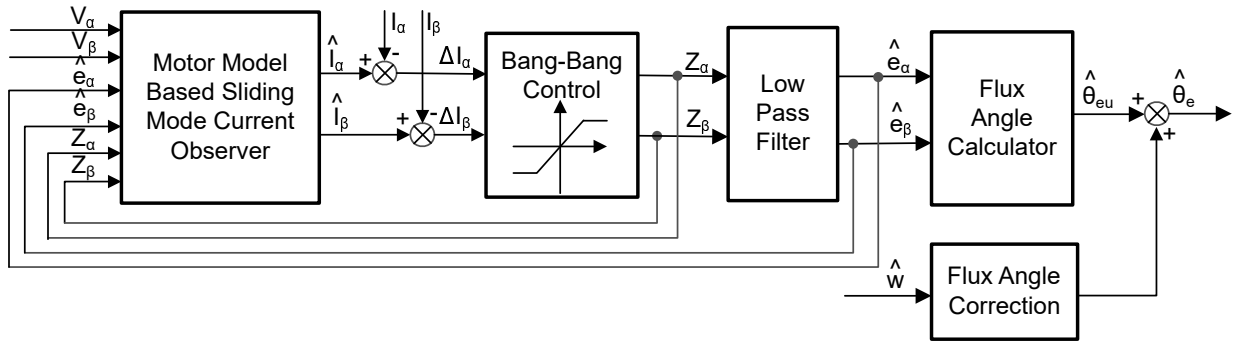 Vα
Vβ
êα
êβ
Zα
Zβ
Motor Model
Based Sliding
Mode Current
Observer
Îα
Îβ
Iα
Iβ
+
-
+
-
ΔIα
ΔIβ
Bang-Bang
Control
Zα
Zβ
Low
Pass
Filter
êα
êβ
Flux
Angle
Calculator
θ̂eu
+
+
θ̂e
ŵ
Flux Angle
Correction